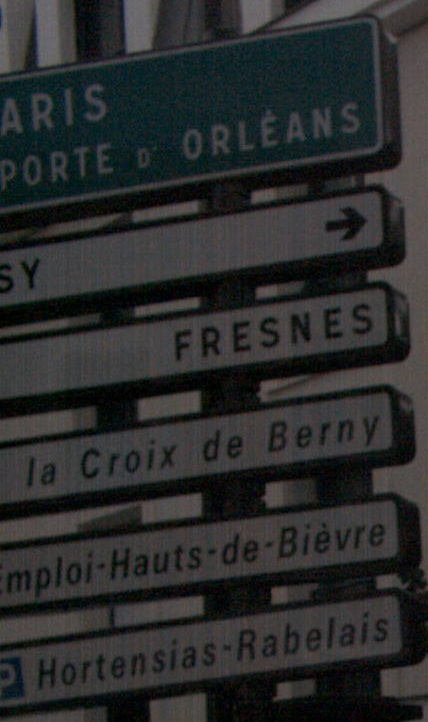 ARIS
PORTE D'ORLÉANS
SY
FRESNES
la Croix de Berny
Emploi-Hauts-de-Bièvre
P Hortensias-Rabelais